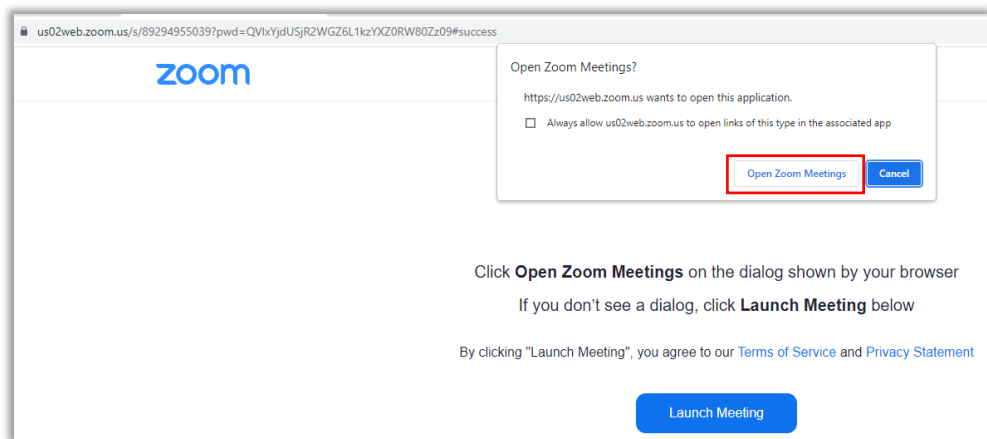 us02web.zoom.us/s/89294955039?pwd=QVlxYjdUSjR2WGZ6L1kzYXZ0RW80Zz09#success
zoom
Open Zoom Meetings?
https://us02web.zoom.us wants to open this application.
Always allow us02web.zoom.us to open links of this type in the associated app
Open Zoom Meetings
Cancel
Click Open Zoom Meetings on the dialog shown by your browser
If you don’t see a dialog, click Launch Meeting below
By clicking "Launch Meeting", you agree to our Terms of Service and Privacy Statement
Launch Meeting